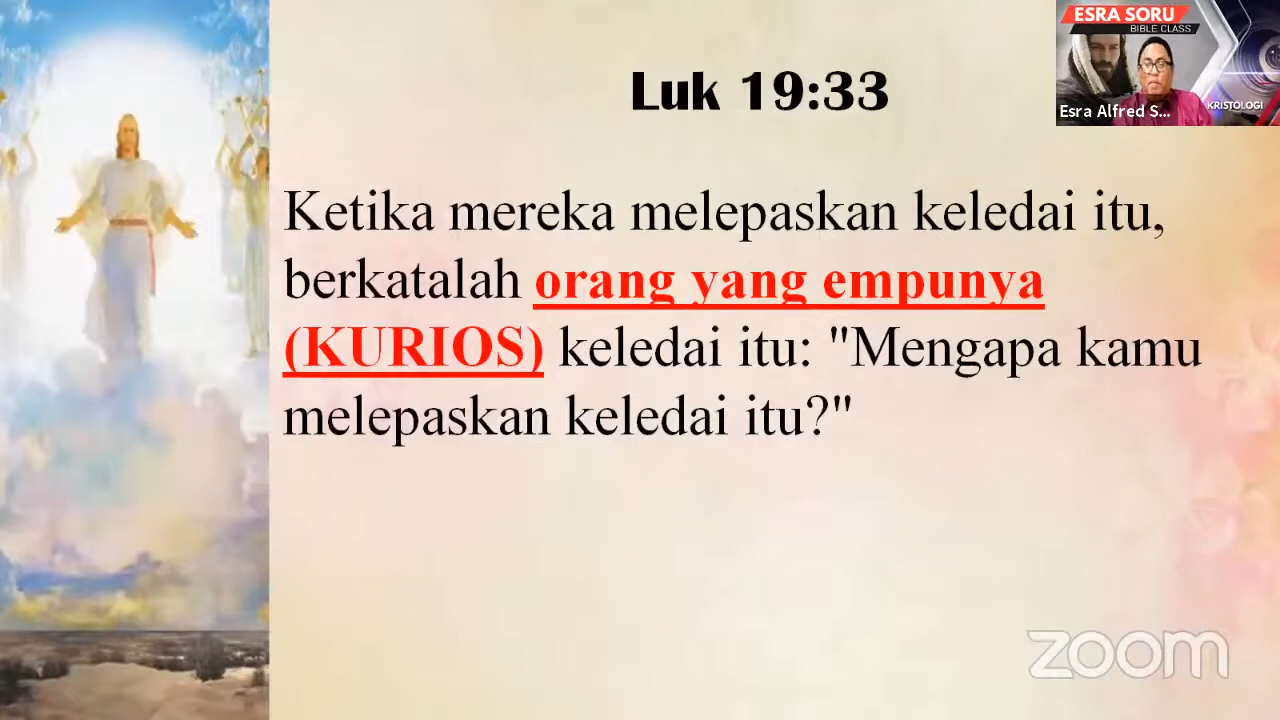 Luk 19:33
ESRA SORU
BIBLE CLASS
KRISTOLOGI
Esra Alfred S...
Ketika mereka melepaskan keledai itu,
berkatalah orang yang empunya
(KURIOS) keledai itu: "Mengapa kamu
melepaskan keledai itu?"
zoom